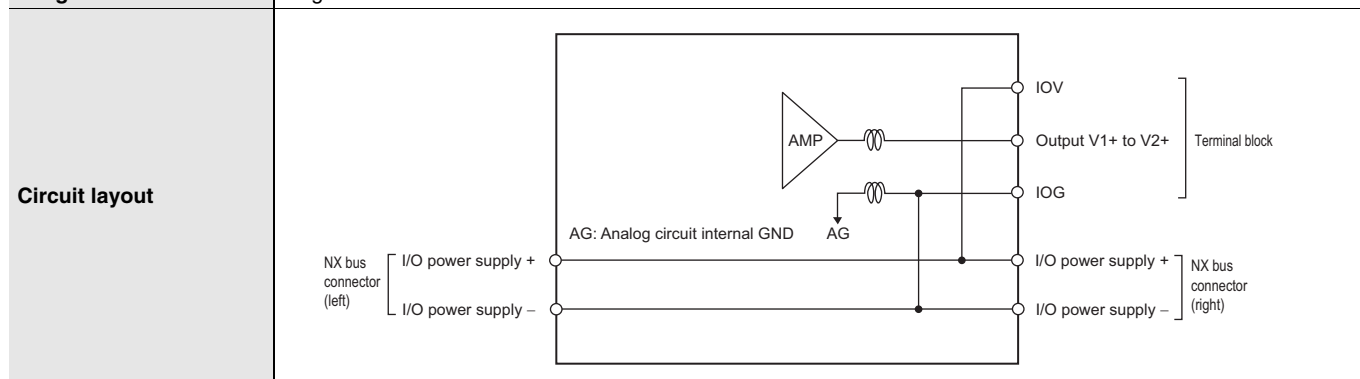 Circuit layout
IOV
AMP
Output V1+ to V2+
Terminal block
IOG
AG: Analog circuit internal GND
AG
NX bus
connector
(left)
I/O power supply +
I/O power supply –
I/O power supply +
I/O power supply –
NX bus
connector
(right)